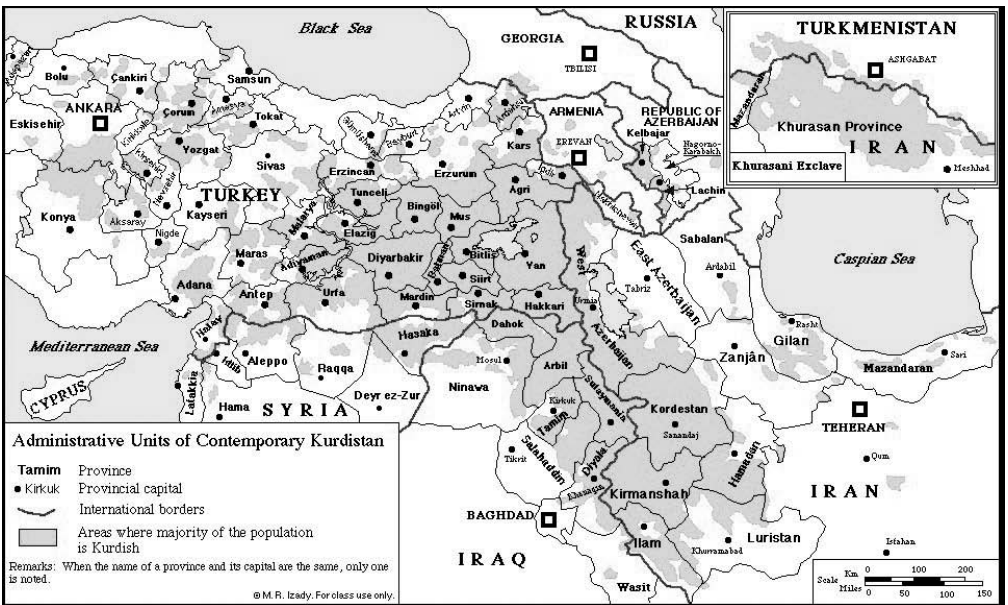 Black Sea
RUSSIA
GEORGIA
TBILISI
TURKMENISTAN
ASHGABAT
Mazandaran
Khurasan Province
IRAN
Khurasani Exclave
Meshhad
Bolu
Çankiri
Samsun
ANKARA
Eskisehir
Çorum
Amasya
Tokat
Yozgat
Sivas
Gümüshane
Bayburt
Artvin
Ardahan
Kars
ARMENIA
EREVAN
REPUBLIC OF
AZERBAIJAN
Kelbajar
Nagorno-
Karabakh
Lachin
Erzincan
Erzurum
Agri
Igdir
Nakhichevan
TURKEY
Tunceli
Bingöl
Mus
Konya
Aksaray
Nevsehir
Kayseri
Nigde
Malatya
Elazig
Maras
Adiyaman
Diyarbakir
Batman
Bitlis
Siirt
Van
Adana
Antep
Urfa
Mardin
Sirnak
Hakkari
West
Azerbaijan
Urmia
East Azerbaijan
Tabriz
Sabalan
Ardabil
Caspian Sea
Rasht
Gilan
Zanjân
Sari
Mazandaran
Mediterranean Sea
CYPRUS
Hatay
Idlib
Aleppo
Latakkia
Hama
SYRIA
Raqqa
Deyr ez-Zur
Hasaka
Dahok
Mosul
Ninawa
Arbil
Kirkuk
Tamim
Sulaymania
Salahaddin
Tikrit
Diyala
Khanaqin
BAGHDAD
IRAQ
Wasit
Kordestan
Sanandaj
Hamadan
Kirmanshah
Ilam
Luristan
Khurramabad
TEHERAN
Qum
IRAN
Isfahan
Administrative Units of Contemporary Kurdistan
Tamim Province
Kirkuk Provincial capital
International borders
Areas where majority of the population
is Kurdish
Remarks: When the name of a province and its capital are the same, only one
is noted.
© M. R. Izady. For class use only.
Scale Km 0 100 200
Miles 0 50 100 150